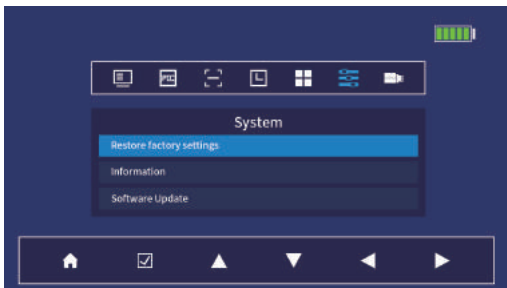 System
Restore factory settings
Information
Software Update